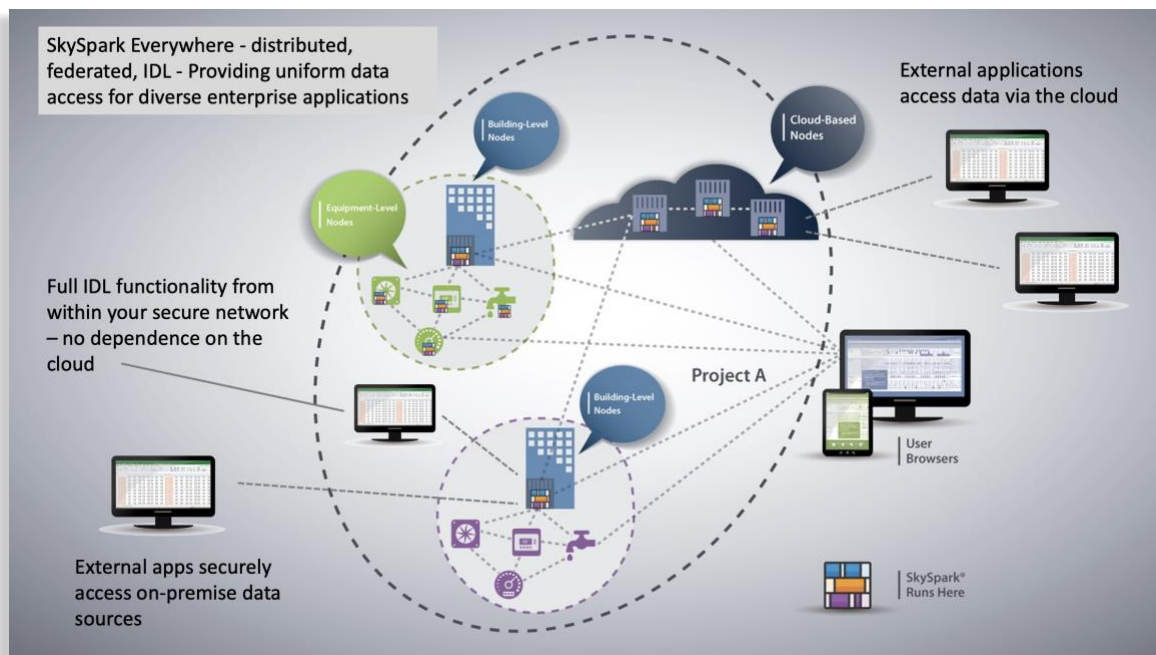 SkySpark Everywhere - distributed,
federated, IDL - Providing uniform data
access for diverse enterprise applications
Building-Level
Nodes
Cloud-Based
Nodes
External applications
access data via the cloud
Equipment-Level
Nodes
Full IDL functionality from
within your secure network
– no dependence on the
cloud
Project A
Building-Level
Nodes
User
Browsers
External apps securely
access on-premise data
sources
SkySpark®
Runs Here